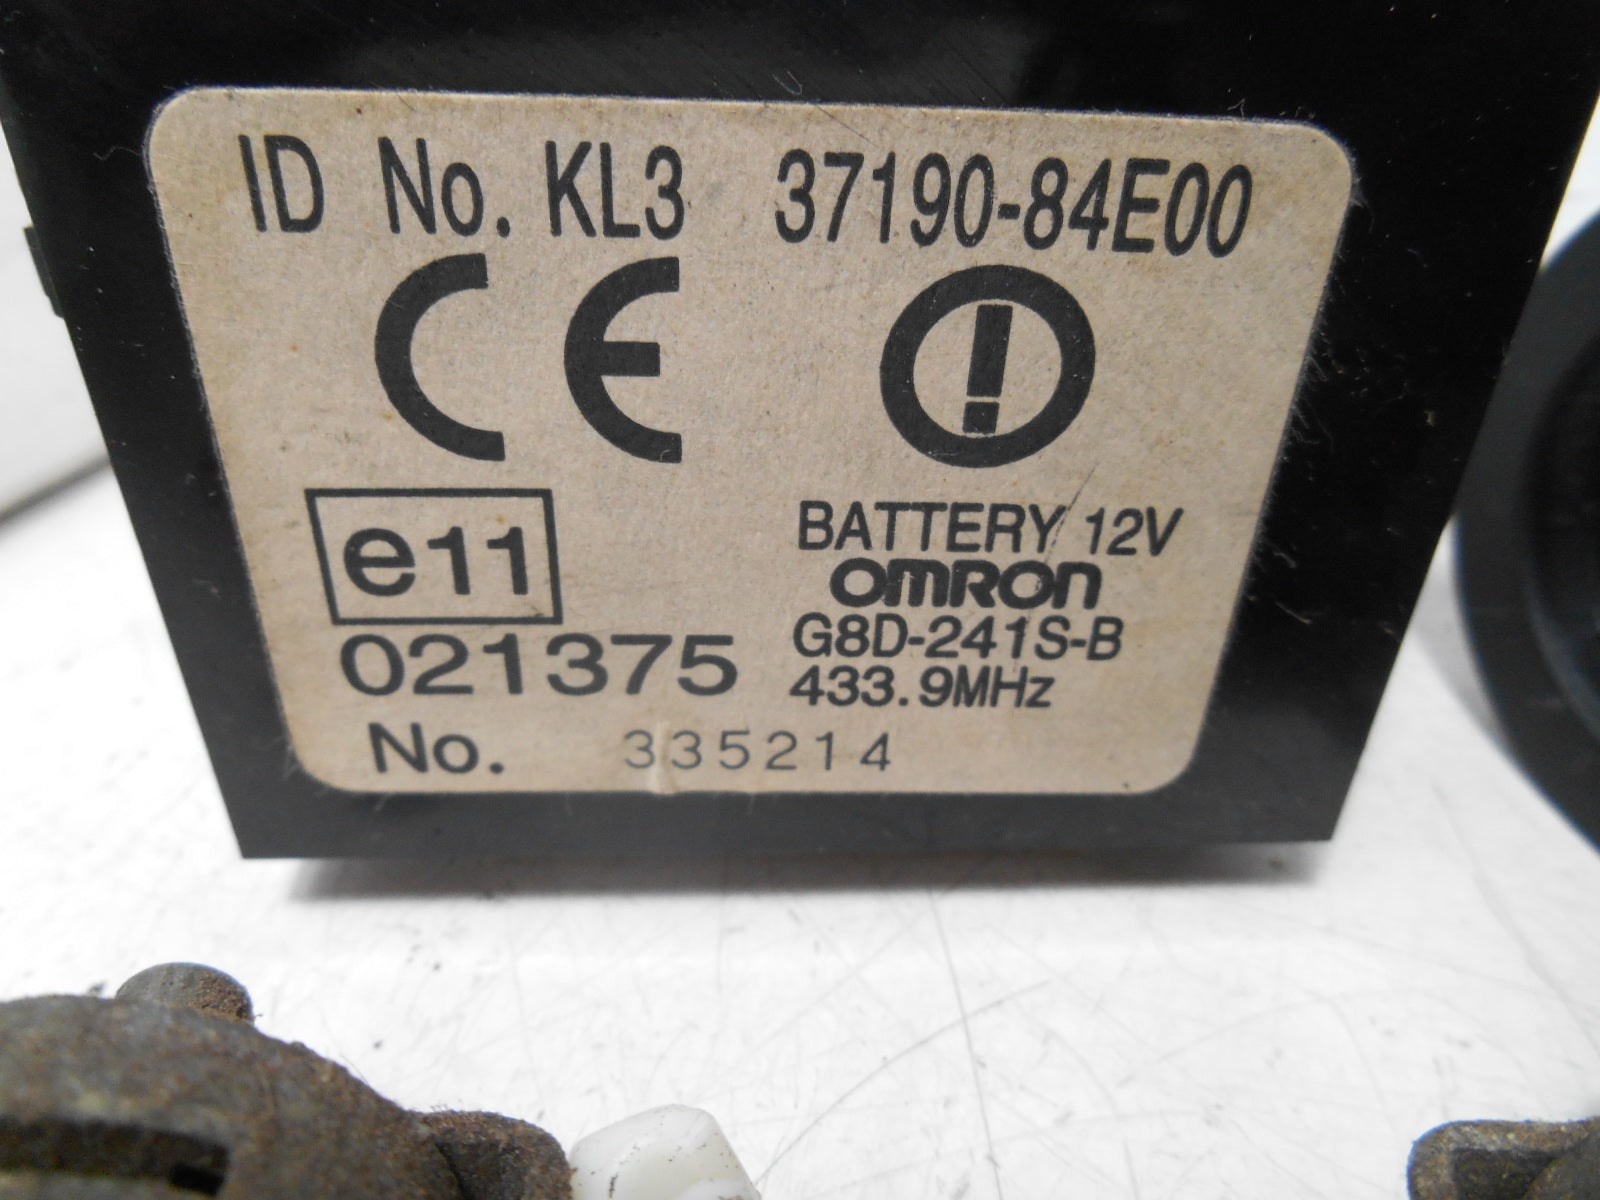 ID No. KL3 37190-84E00
CE
e11
021375
BATTERY 12V
OMRON
G8D-241S-B
433.9MHz
No. 335214